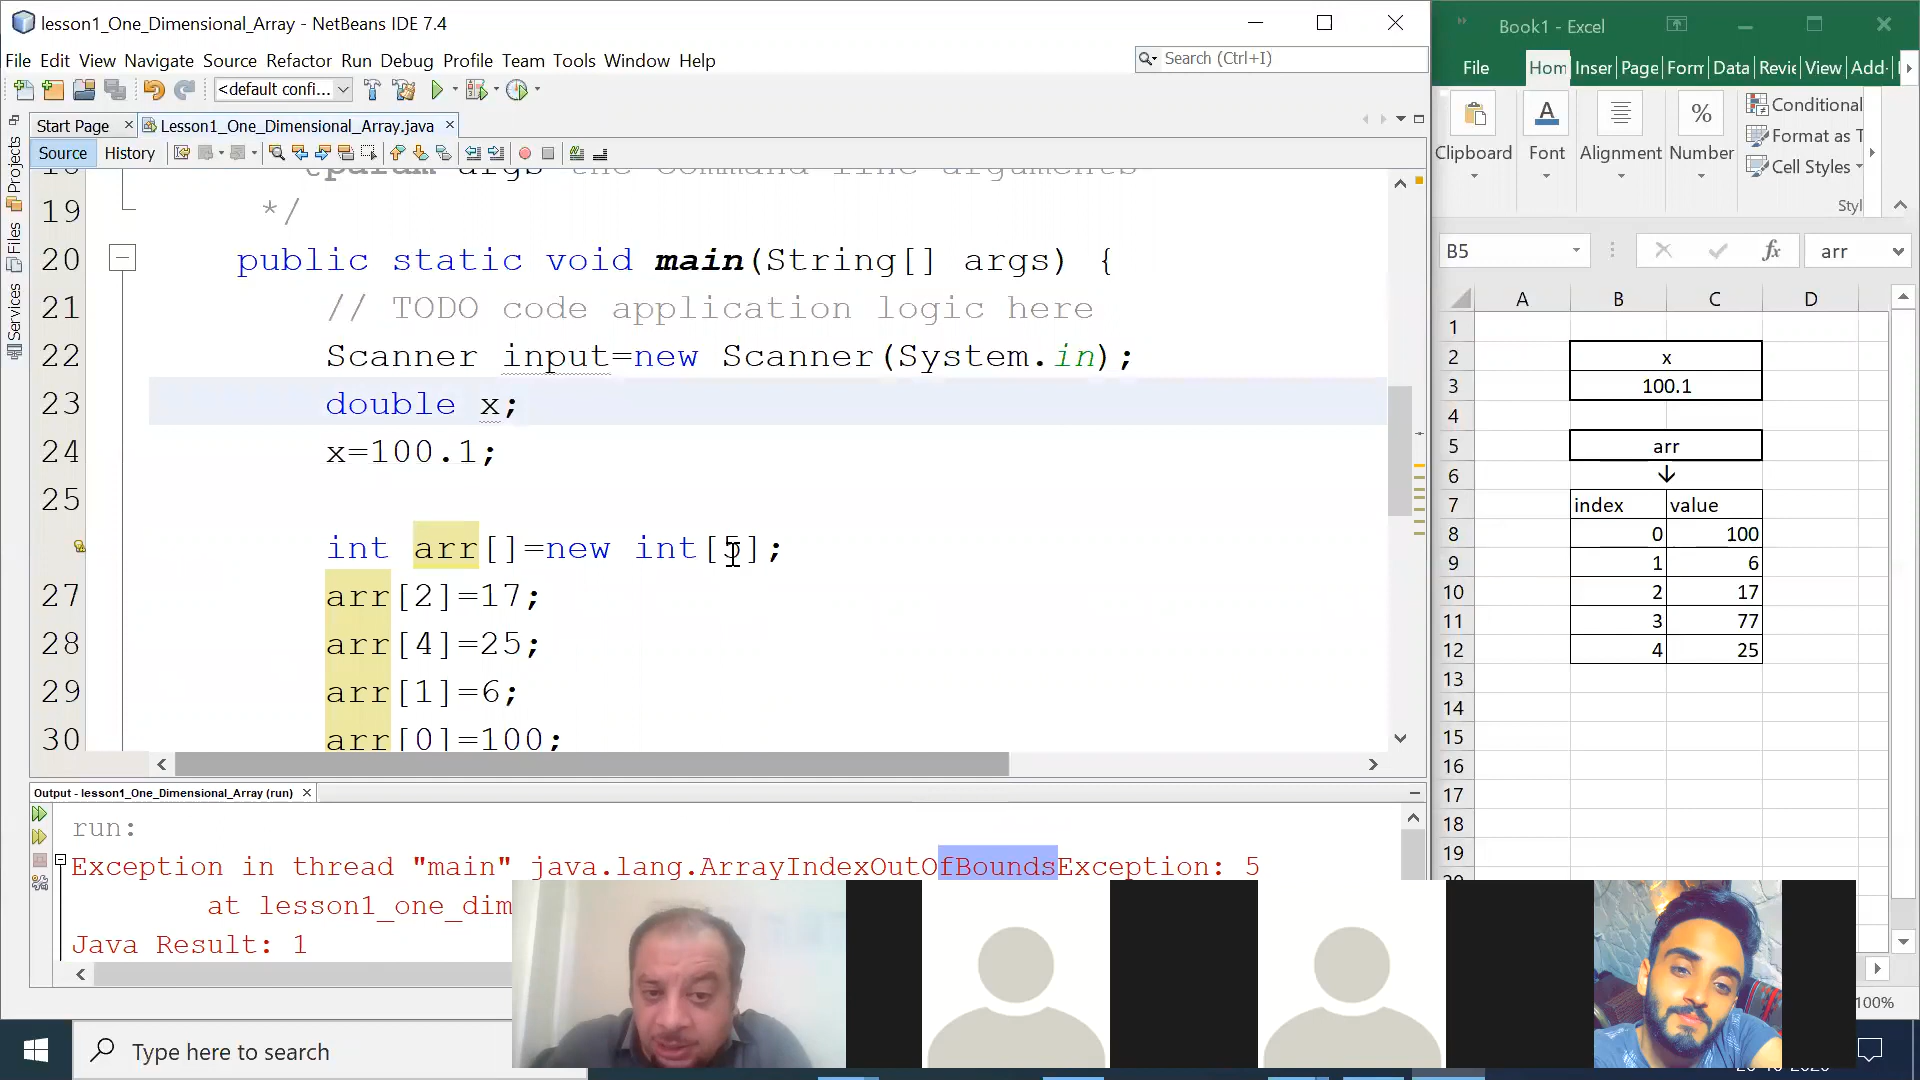 lesson1_One_Dimensional_Array - NetBeans IDE 7.4
File Edit View Navigate Source Refactor Run Debug Profile Team Tools Window Help
Search (Ctrl+I)
<default confi...
Start Page
Lesson1_One_Dimensional_Array.java
Source History
Projects
Files
Services
19 */
20 public static void main(String[] args) {
21 // TODO code application logic here
22 Scanner input=new Scanner(System.in);
23 double x;
24 x=100.1;
25
int arr[]=new int[5];
27 arr[2]=17;
28 arr[4]=25;
29 arr[1]=6;
30 arr[0]=100;
Output - lesson1_One_Dimensional_Array (run)
run:
Exception in thread "main" java.lang.ArrayIndexOutOfBoundsException: 5
at lesson1_one_dim
Java Result: 1
Type here to search
Book1 - Excel
File Hom Inser Page Form Data Revie View Add-
Clipboard
Font
Alignment
Number
Conditional
Format as T
Cell Styles
Styl
B5
fx
arr
A B C D
1
2 x
3 100.1
4
5 arr
6 ↓
7 index value
8 0 100
9 1 6
10 2 17
11 3 77
12 4 25
13
14
15
16
17
18
19
100%